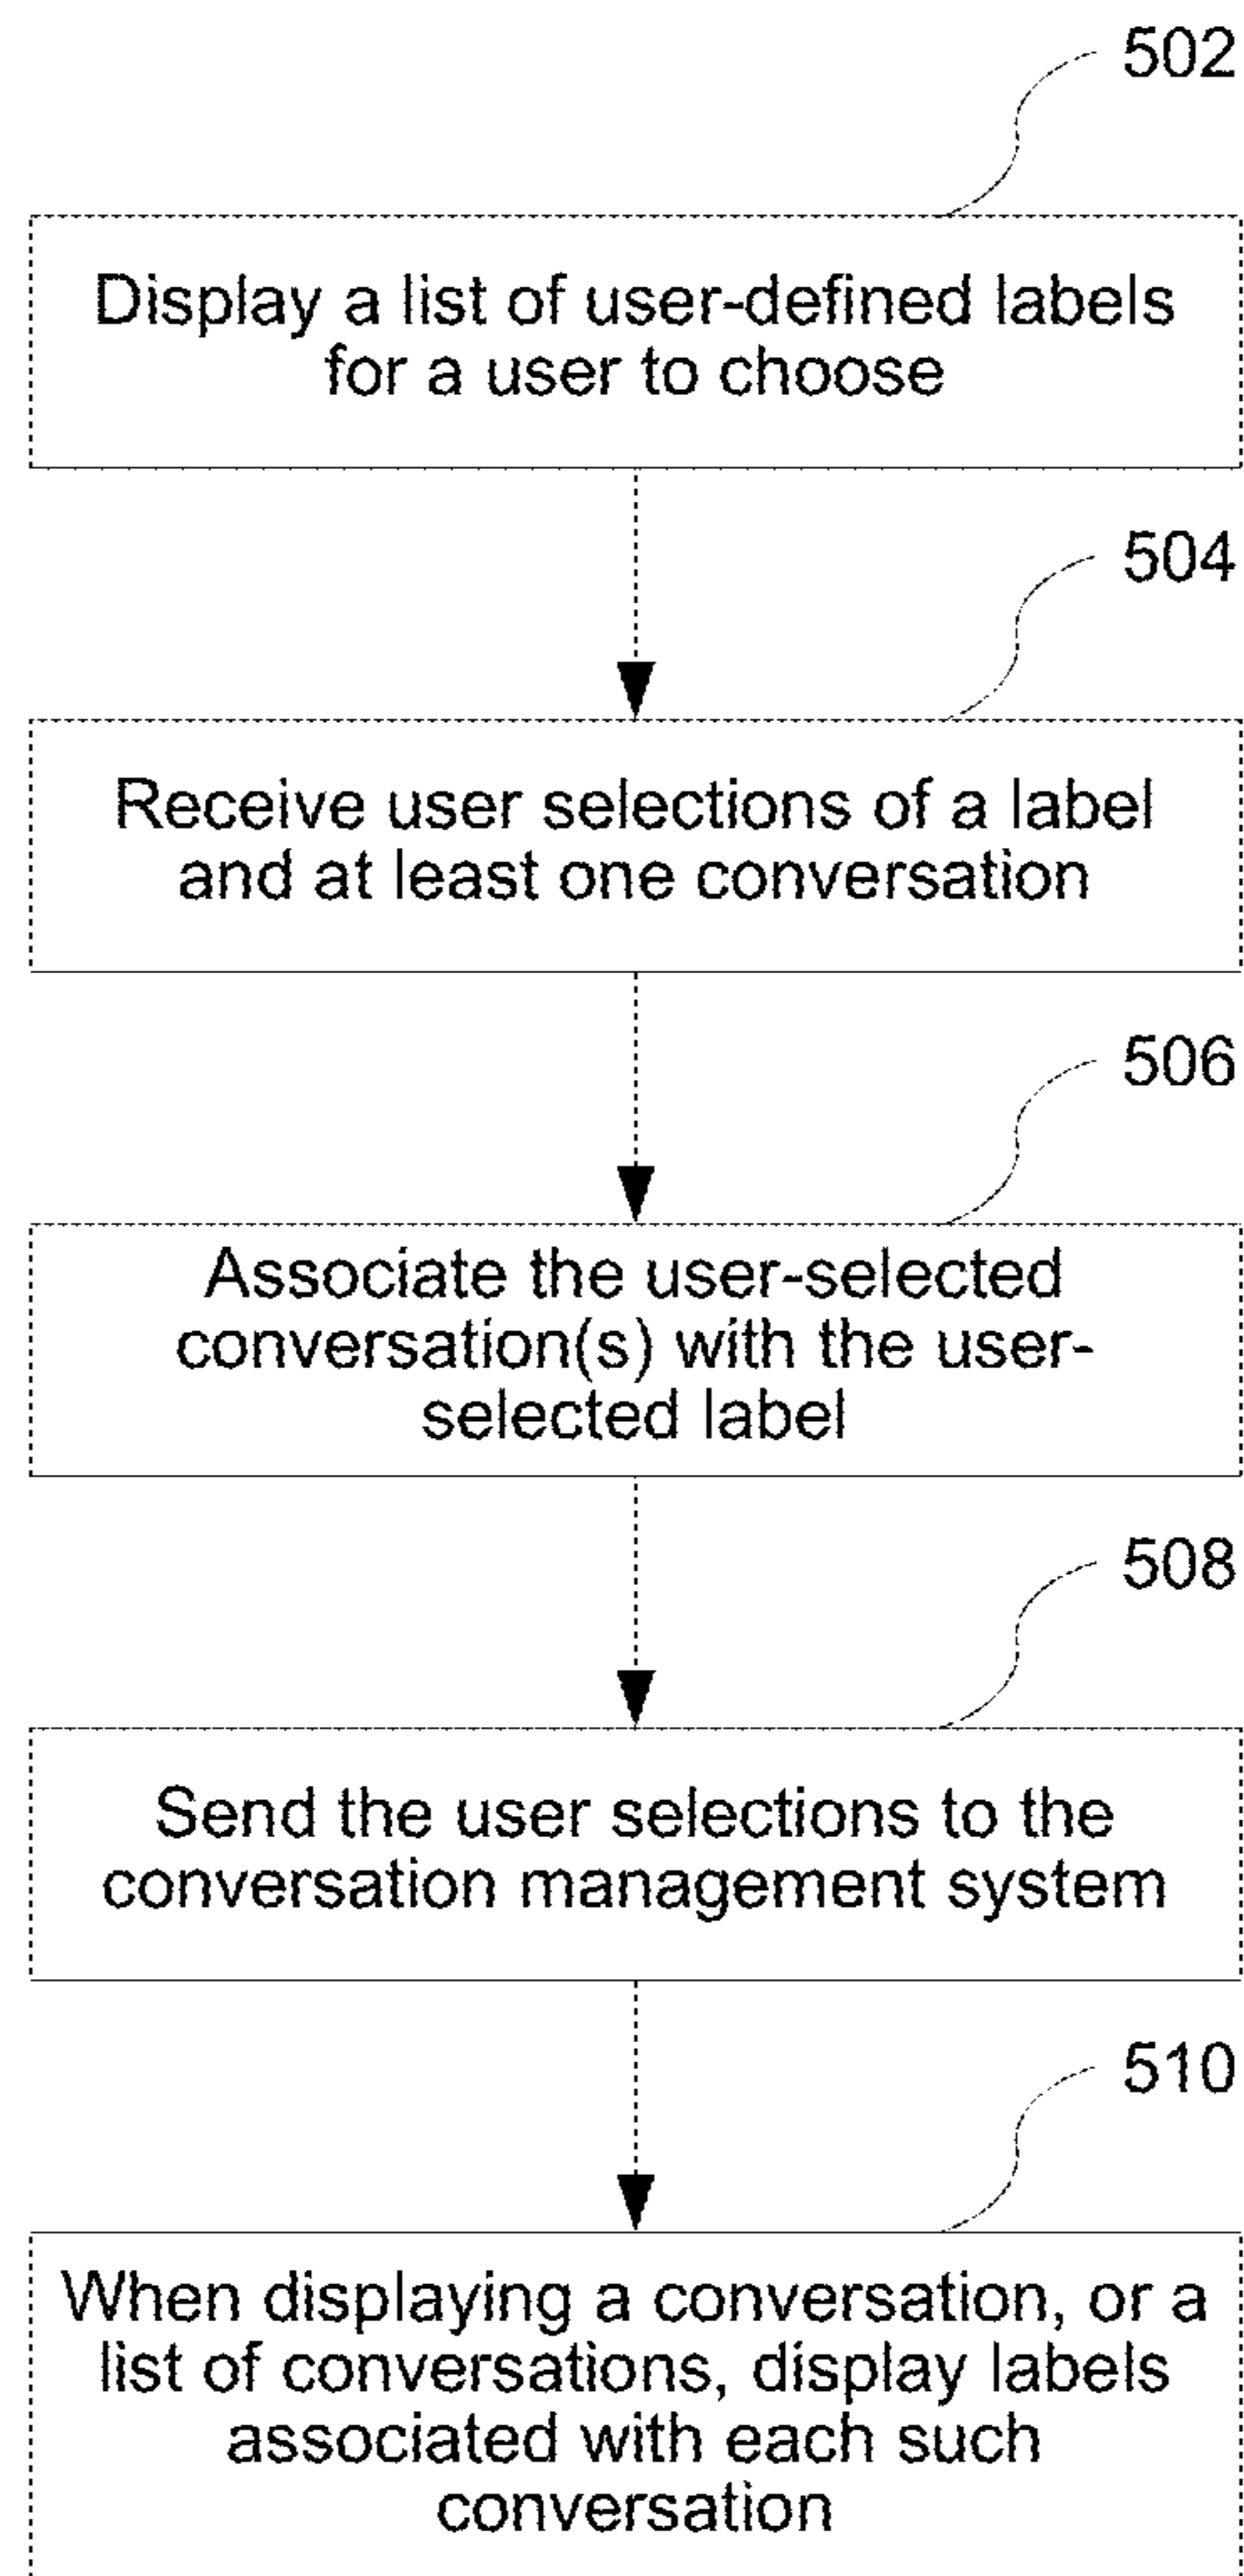 502
Display a list of user-defined labels
for a user to choose
504
Receive user selections of a label
and at least one conversation
506
Associate the user-selected
conversation(s) with the user-
selected label
508
Send the user selections to the
conversation management system
510
When displaying a conversation, or a
list of conversations, display labels
associated with each such
conversation